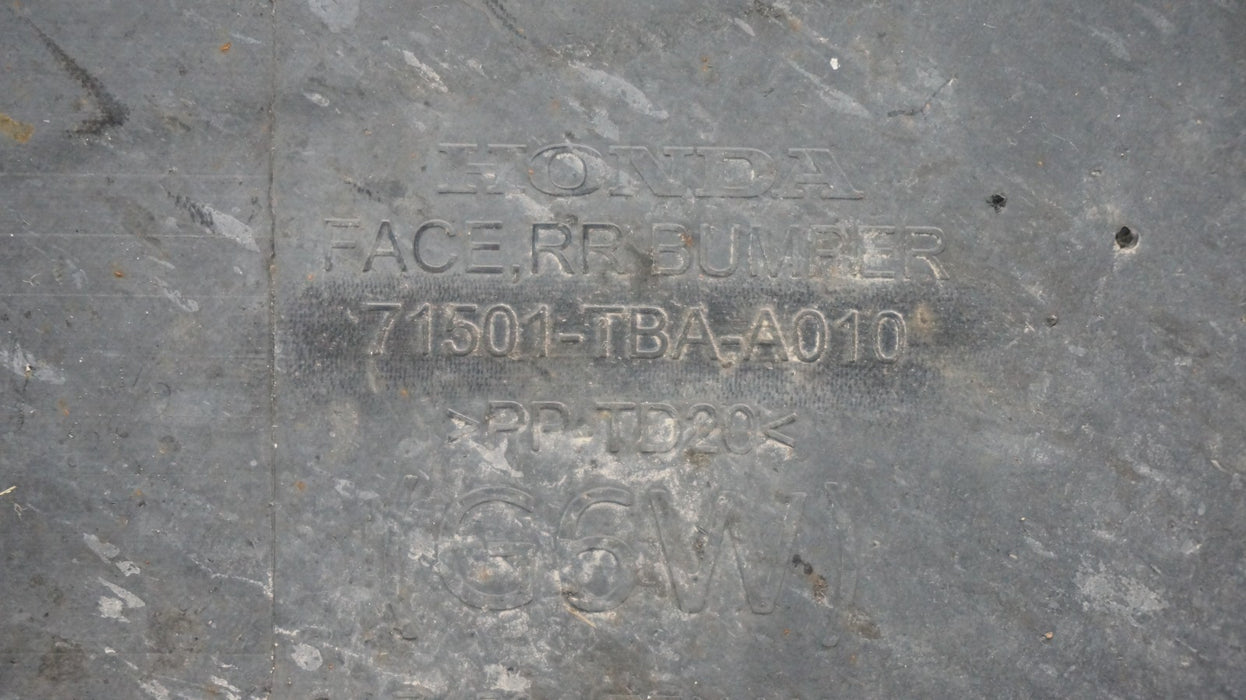 HONDA
FACE,RR.BUMPER
71501-TBA-A010
>PP-TD20<
(G6W)